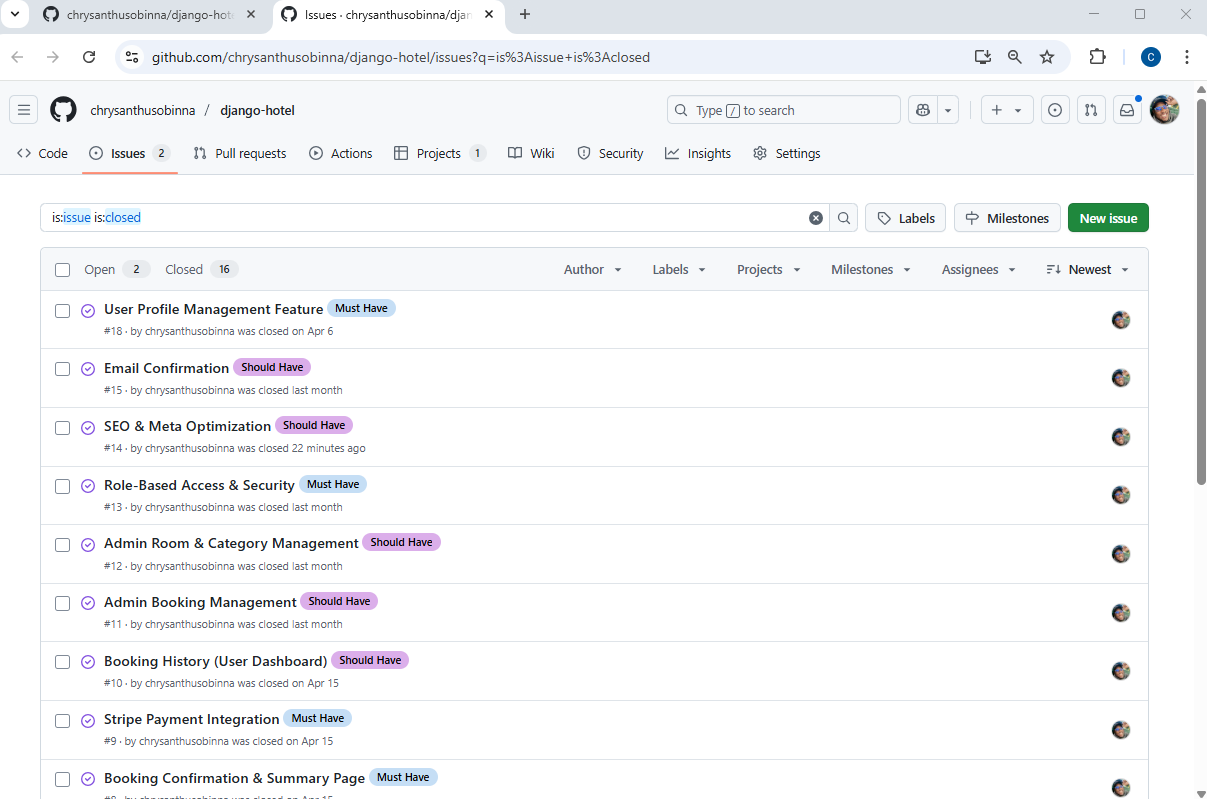 chrysanthusobinna/django-hot
Issues · chrysanthusobinna/djan
github.com/chrysanthusobinna/django-hotel/issues?q=is%3Aissue+is%3Aclosed
C
chrysanthusobinna / django-hotel
Type / to search
Code
Issues 2
Pull requests
Actions
Projects 1
Wiki
Security
Insights
Settings
is:issue is:closed
Labels
Milestones
New issue
Open 2
Closed 16
Author
Labels
Projects
Milestones
Assignees
Newest
User Profile Management Feature Must Have
#18 · by chrysanthusobinna was closed on Apr 6
Email Confirmation Should Have
#15 · by chrysanthusobinna was closed last month
SEO & Meta Optimization Should Have
#14 · by chrysanthusobinna was closed 22 minutes ago
Role-Based Access & Security Must Have
#13 · by chrysanthusobinna was closed last month
Admin Room & Category Management Should Have
#12 · by chrysanthusobinna was closed last month
Admin Booking Management Should Have
#11 · by chrysanthusobinna was closed last month
Booking History (User Dashboard) Should Have
#10 · by chrysanthusobinna was closed on Apr 15
Stripe Payment Integration Must Have
#9 · by chrysanthusobinna was closed on Apr 15
Booking Confirmation & Summary Page Must Have
#8 · by chrysanthusobinna was closed on Apr 15